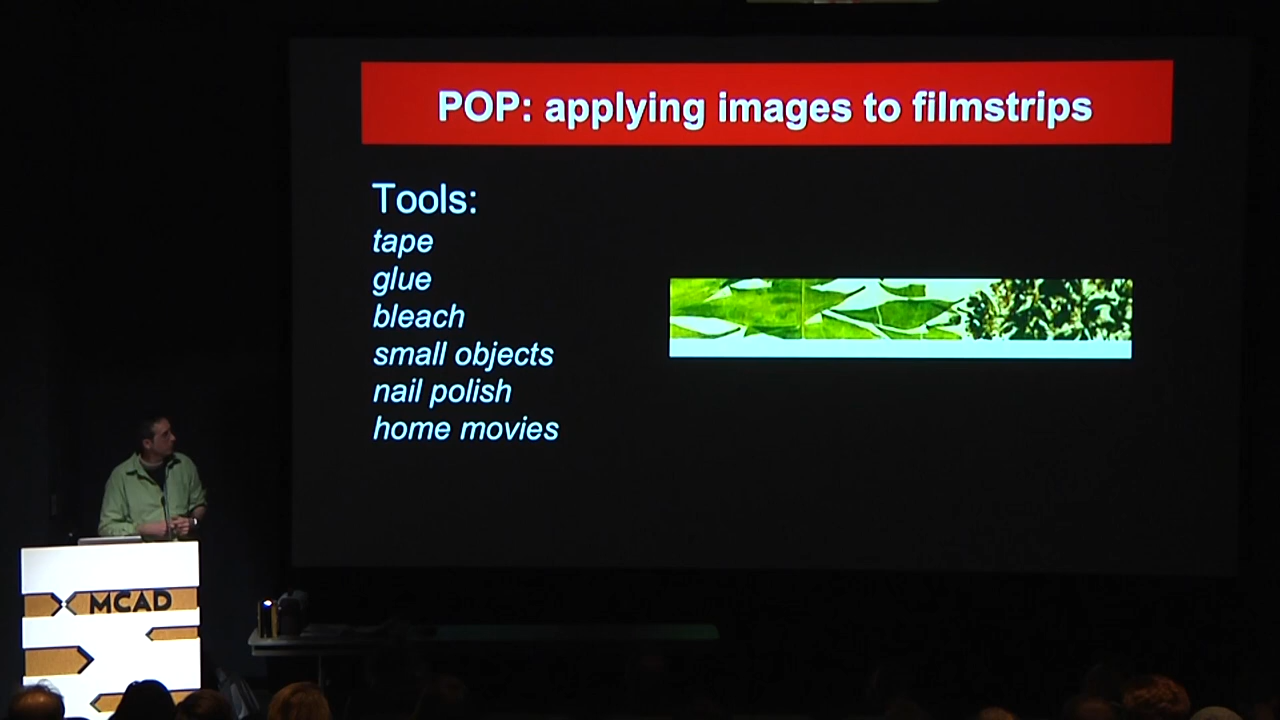 POP: applying images to filmstrips
Tools:
tape
glue
bleach
small objects
nail polish
home movies
MCAD